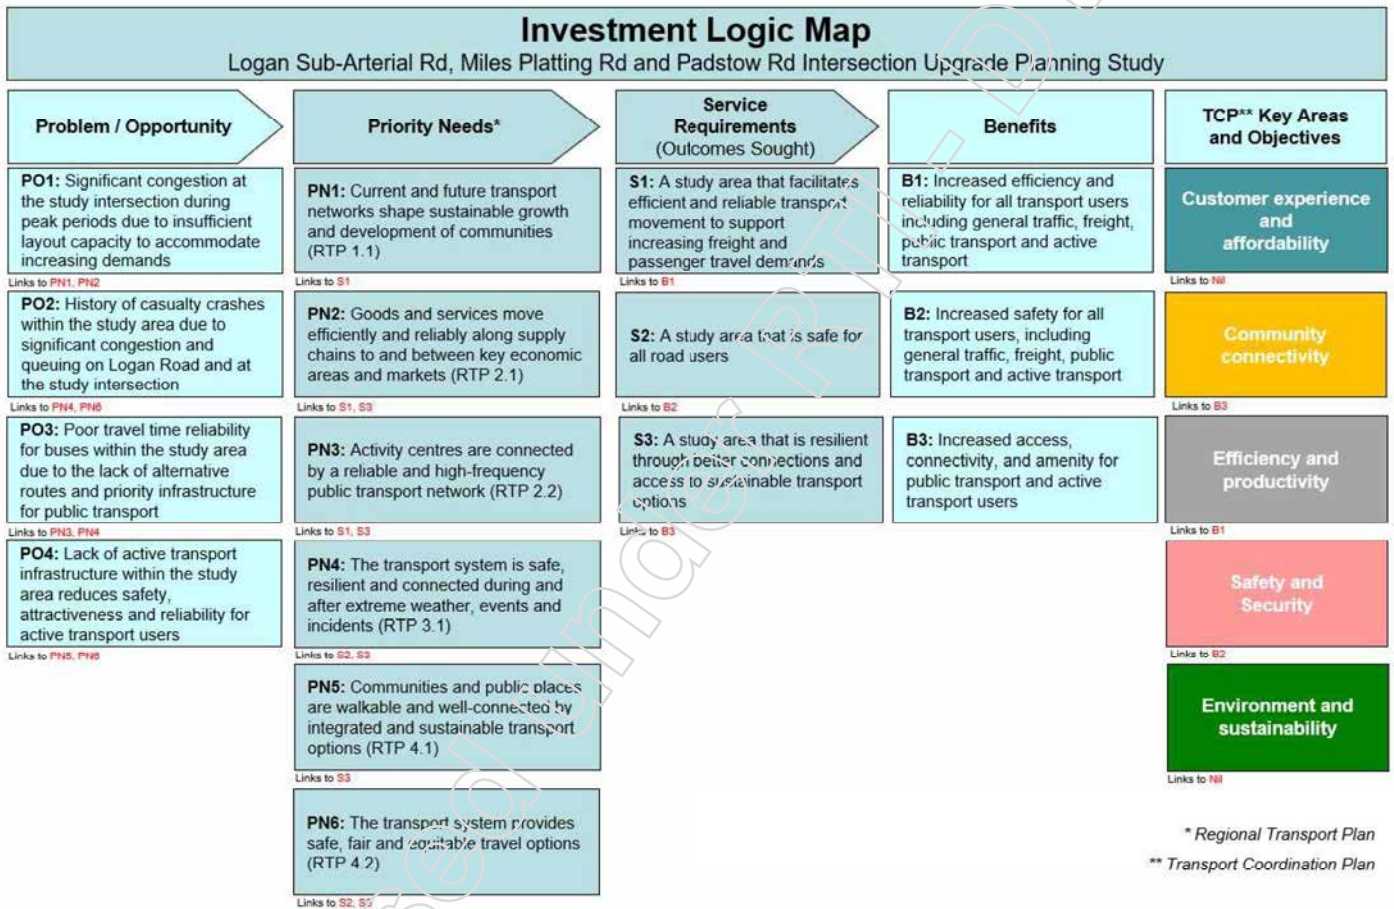 Investment Logic Map
Logan Sub-Arterial Rd, Miles Platting Rd and Padstow Rd Intersection Upgrade Planning Study
Problem / Opportunity
PO1: Significant congestion at
the study intersection during
peak periods due to insufficient
layout capacity to accommodate
increasing demands
Links to PN1, PN2
PO2: History of casualty crashes
within the study area due to
significant congestion and
queuing on Logan Road and at
the study intersection
Links to PN4, PN6
PO3: Poor travel time reliability
for buses within the study area
due to the lack of alternative
routes and priority infrastructure
for public transport
Links to PN3, PN4
PO4: Lack of active transport
infrastructure within the study
area reduces safety,
attractiveness and reliability for
active transport users
Links to PN5, PN6
Priority Needs*
PN1: Current and future transport
networks shape sustainable growth
and development of communities
(RTP 1.1)
Links to S1
PN2: Goods and services move
efficiently and reliably along supply
chains to and between key economic
areas and markets (RTP 2.1)
Links to S1, S3
PN3: Activity centres are connected
by a reliable and high-frequency
public transport network (RTP 2.2)
Links to S1, S3
PN4: The transport system is safe,
resilient and connected during and
after extreme weather, events and
incidents (RTP 3.1)
Links to S2, S3
PN5: Communities and public places
are walkable and well-connected by
integrated and sustainable transport
options (RTP 4.1)
Links to S3
PN6: The transport system provides
safe, fair and equitable travel options
(RTP 4.2)
Links to S2, S3
Service
Requirements
(Outcomes Sought)
S1: A study area that facilitates
efficient and reliable transport
movement to support
increasing freight and
passenger travel demands
Links to B1
S2: A study area that is safe for
all road users
Links to B2
S3: A study area that is resilient
through better connections and
access to sustainable transport
options
Links to B3
Benefits
B1: Increased efficiency and
reliability for all transport users
including general traffic, freight,
public transport and active
transport
B2: Increased safety for all
transport users, including
general traffic, freight, public
transport and active transport
B3: Increased access,
connectivity, and amenity for
public transport and active
transport users
TCP** Key Areas
and Objectives
Customer experience
and
affordability
Links to Nil
Community
connectivity
Links to B3
Efficiency and
productivity
Links to B1
Safety and
Security
Links to B2
Environment and
sustainability
Links to Nil
* Regional Transport Plan
** Transport Coordination Plan